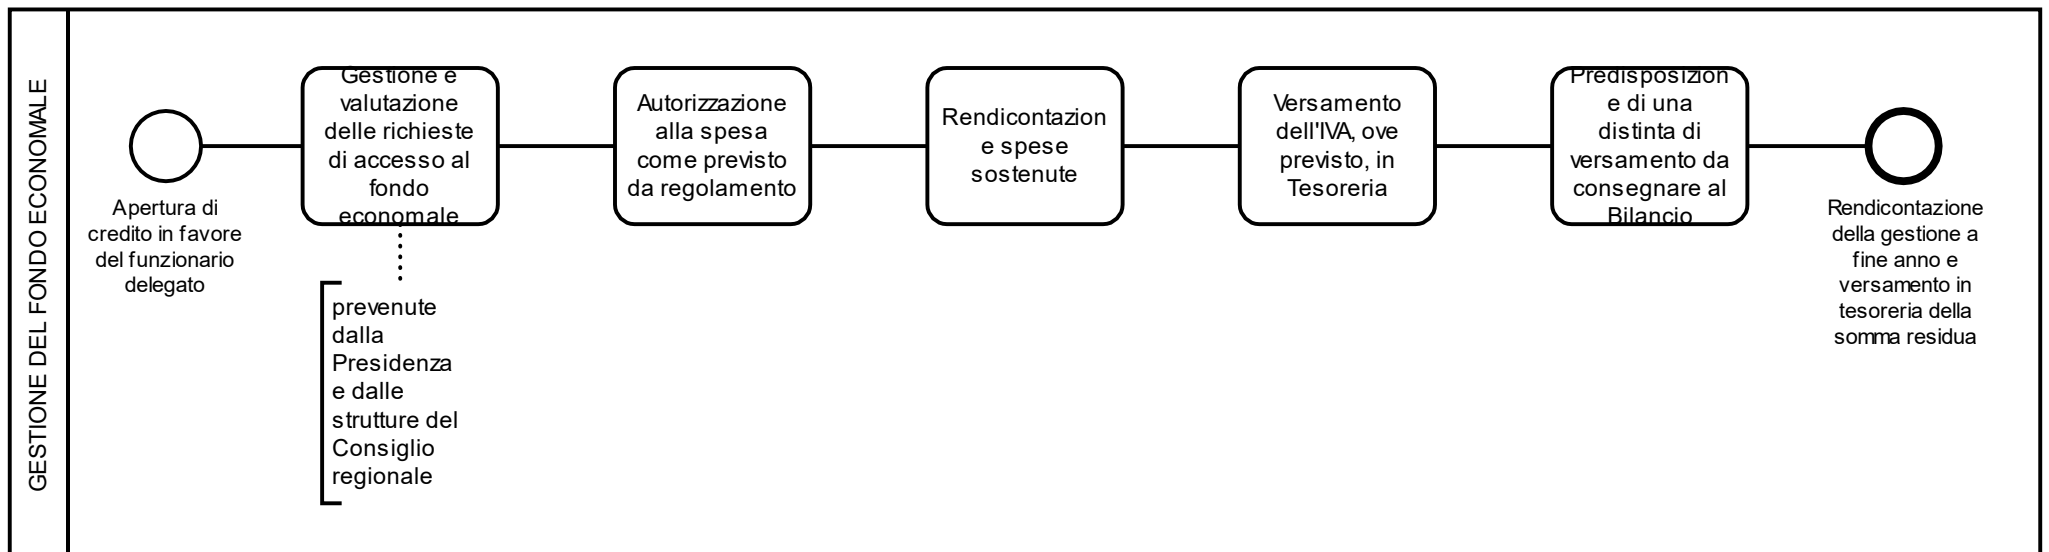 GESTIONE DEL FONDO ECONOMALE
Apertura di
credito in favore
del funzionario
delegato
Gestione e
valutazione
delle richieste
di accesso al
fondo
economale
prevenute
dalla
Presidenza
e dalle
strutture del
Consiglio
regionale
Autorizzazione
alla spesa
come previsto
da regolamento
Rendicontazion
e spese
sostenute
Versamento
dell'IVA, ove
previsto, in
Tesoreria
Predisposizion
e di una
distinta di
versamento da
consegnare al
Bilancio
Rendicontazione
della gestione a
fine anno e
versamento in
tesoreria della
somma residua